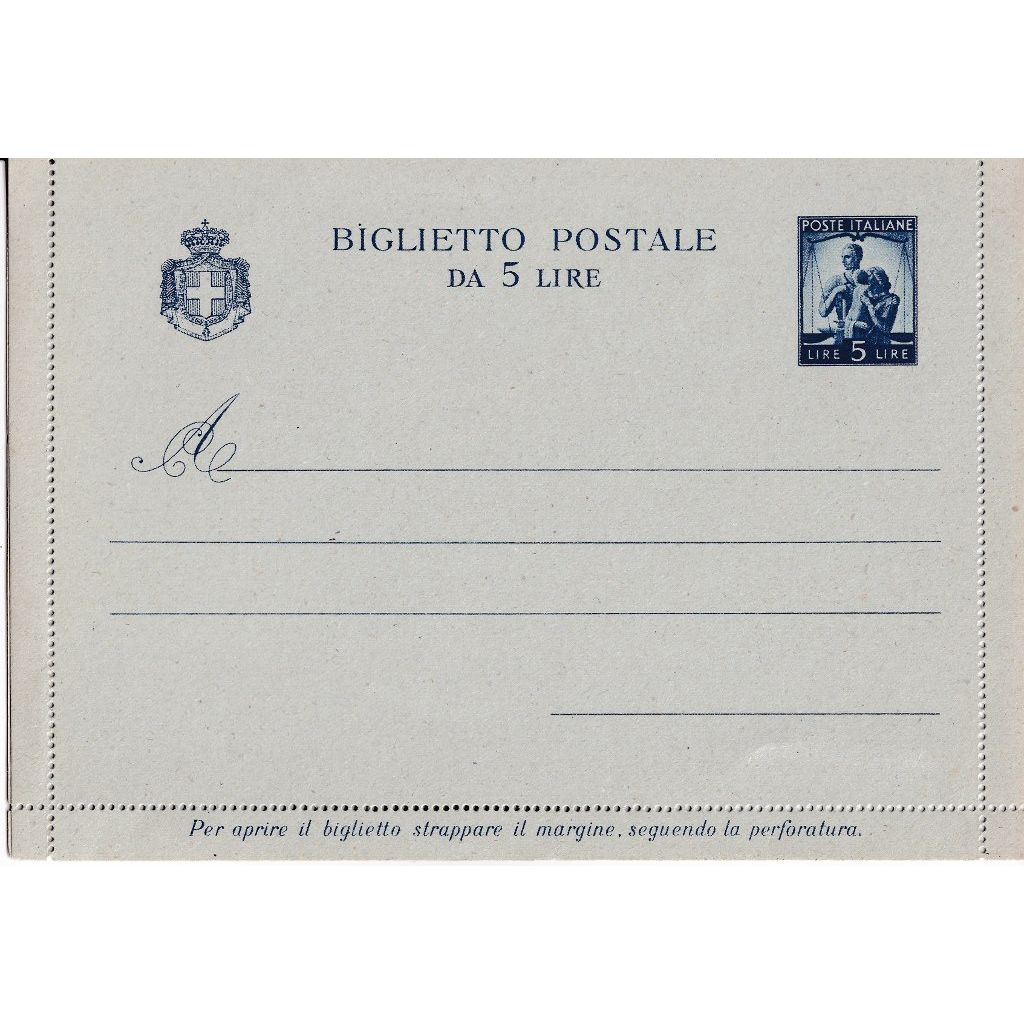 BIGLIETTO POSTALE
DA 5 LIRE
POSTE ITALIANE
LIRE 5 LIRE
A
Per aprire il biglietto strappare il margine, seguendo la perforatura.